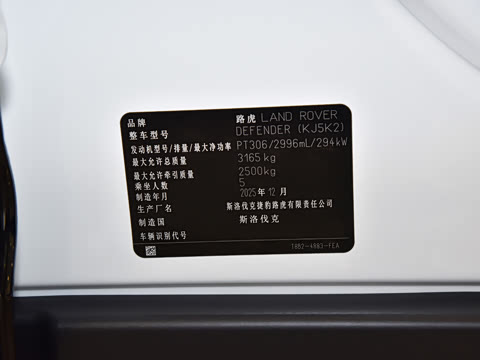 品牌 路虎 LAND ROVER
整车型号 DEFENDER (KJ5K2)
发动机型号/排量/最大净功率 PT306/2996mL/294kW
最大允许总质量 3165 kg
最大允许牵引质量 2500kg
乘坐人数 5
制造年月 2025年 12月
生产厂名 斯洛伐克捷豹路虎有限责任公司
制造国 斯洛伐克
车辆识别代号
T8B2-4883-FEA